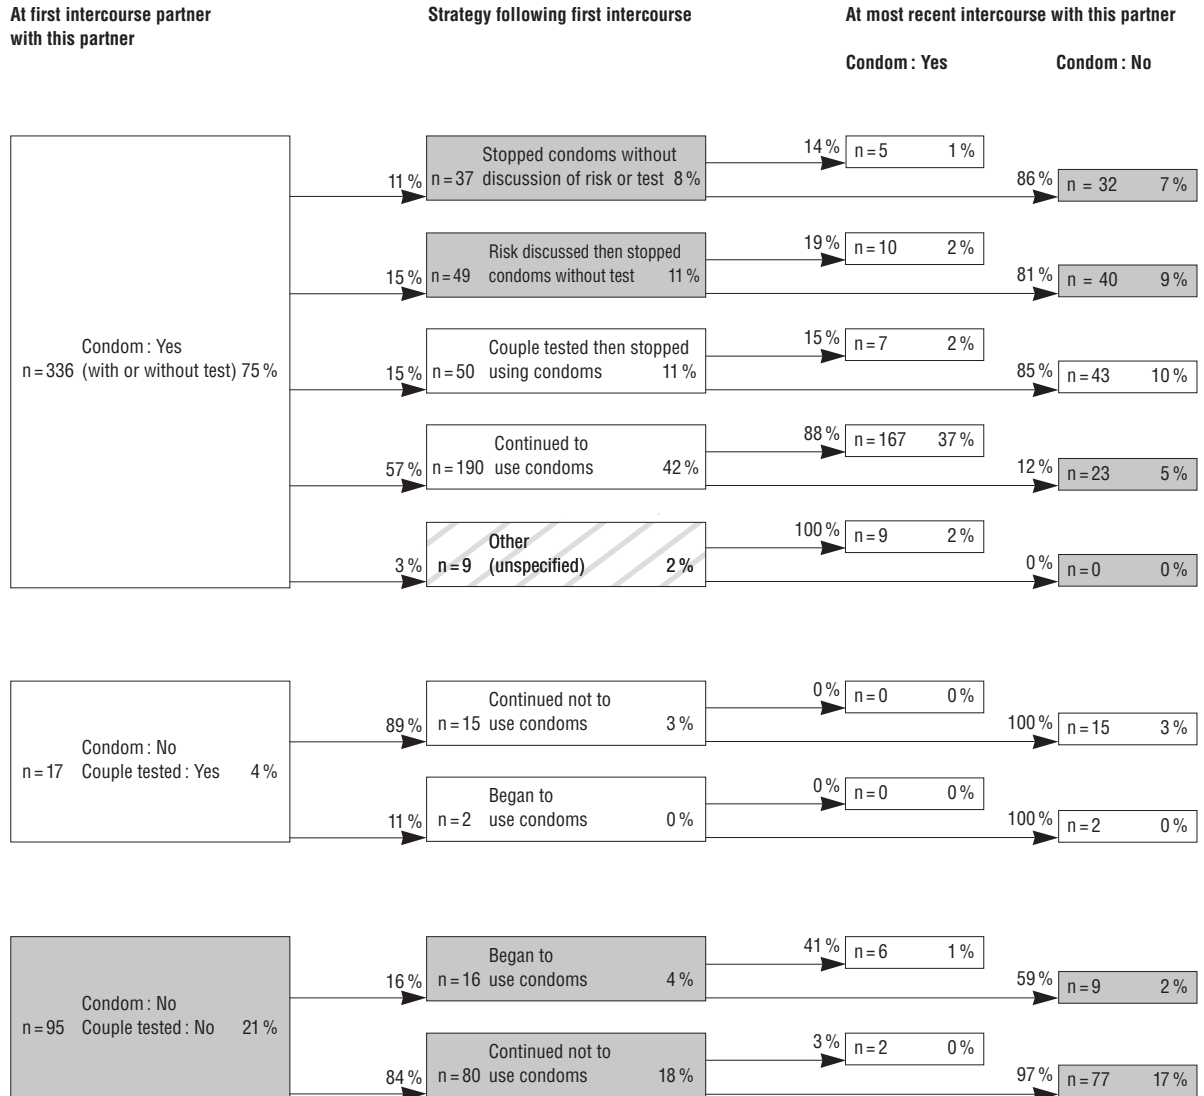 At first intercourse partner
with this partner
Strategy following first intercourse
At most recent intercourse with this partner
Condom : Yes
Condom : No
Condom : Yes
n = 336 (with or without test) 75 %
11 %
Stopped condoms without
n = 37 discussion of risk or test 8 %
14 %
n = 5 1 %
86 %
n = 32 7 %
15 %
Risk discussed then stopped
n = 49 condoms without test 11 %
19 %
n = 10 2 %
81 %
n = 40 9 %
15 %
Couple tested then stopped
n = 50 using condoms 11 %
15 %
n = 7 2 %
85 %
n = 43 10 %
57 %
Continued to
n = 190 use condoms 42 %
88 %
n = 167 37 %
12 %
n = 23 5 %
3 %
Other
n = 9 (unspecified) 2 %
100 %
n = 9 2 %
0 %
n = 0 0 %
Condom : No
n = 17 Couple tested : Yes 4 %
89 %
Continued not to
n = 15 use condoms 3 %
0 %
n = 0 0 %
100 %
n = 15 3 %
11 %
Began to
n = 2 use condoms 0 %
0 %
n = 0 0 %
100 %
n = 2 0 %
Condom : No
n = 95 Couple tested : No 21 %
16 %
Began to
n = 16 use condoms 4 %
41 %
n = 6 1 %
59 %
n = 9 2 %
84 %
Continued not to
n = 80 use condoms 18 %
3 %
n = 2 0 %
97 %
n = 77 17 %